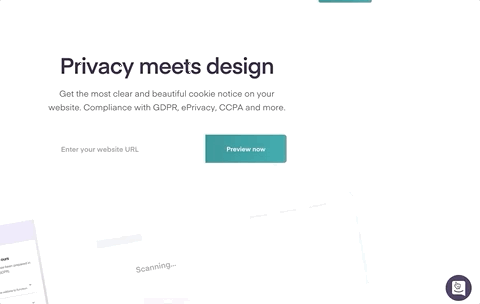 Privacy meets design
Get the most clear and beautiful cookie notice on your
website. Compliance with GDPR, ePrivacy, CCPA and more.
Enter your website URL
Preview now
Scanning...